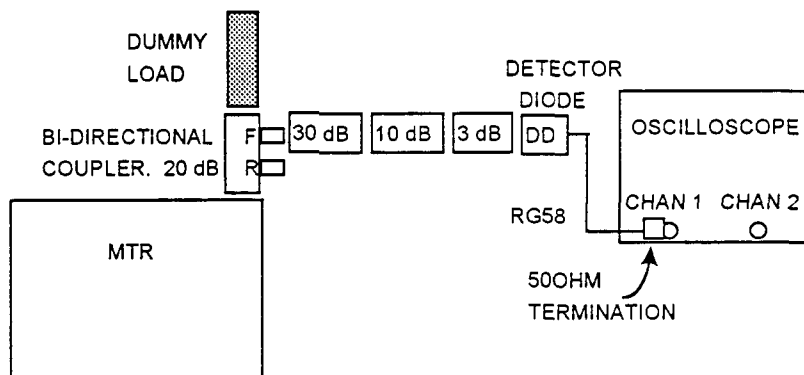 DUMMY
LOAD
DETECTOR
DIODE
BI-DIRECTIONAL
COUPLER. 20 dB
F
R
30 dB
10 dB
3 dB
DD
OSCILLOSCOPE
RG58
CHAN 1
CHAN 2
MTR
50OHM
TERMINATION